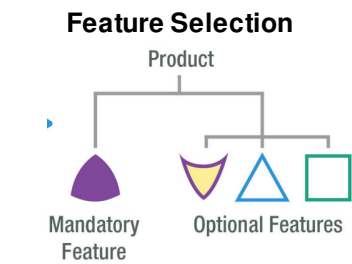 Feature Selection
Product
Mandatory
Feature
Optional Features